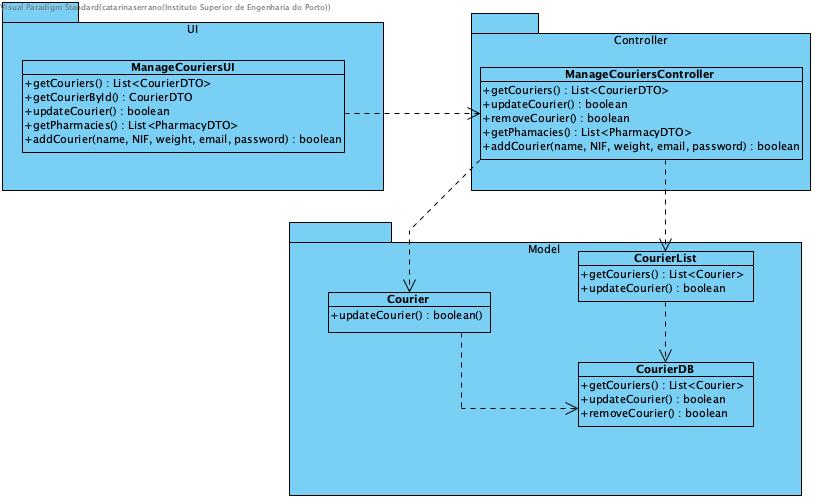 Visual Paradigm Standard(catarinaserrano(Instituto Superior de Engenharia do Porto))
UI
ManageCouriersUI
+getCouriers() : List<CourierDTO>
+getCourierById() : CourierDTO
+updateCourier() : boolean
+getPharmacies() : List<PharmacyDTO>
+addCourier(name, NIF, weight, email, password) : boolean
Controller
ManageCouriersController
+getCouriers() : List<CourierDTO>
+updateCourier() : boolean
+removeCourier() : boolean
+getPhamacies() : List<PharmacyDTO>
+addCourier(name, NIF, weight, email, password) : boolean
Model
CourierList
+getCouriers() : List<Courier>
+updateCourier() : boolean
Courier
+updateCourier() : boolean()
CourierDB
+getCouriers() : List<Courier>
+updateCourier() : boolean
+removeCourier() : boolean